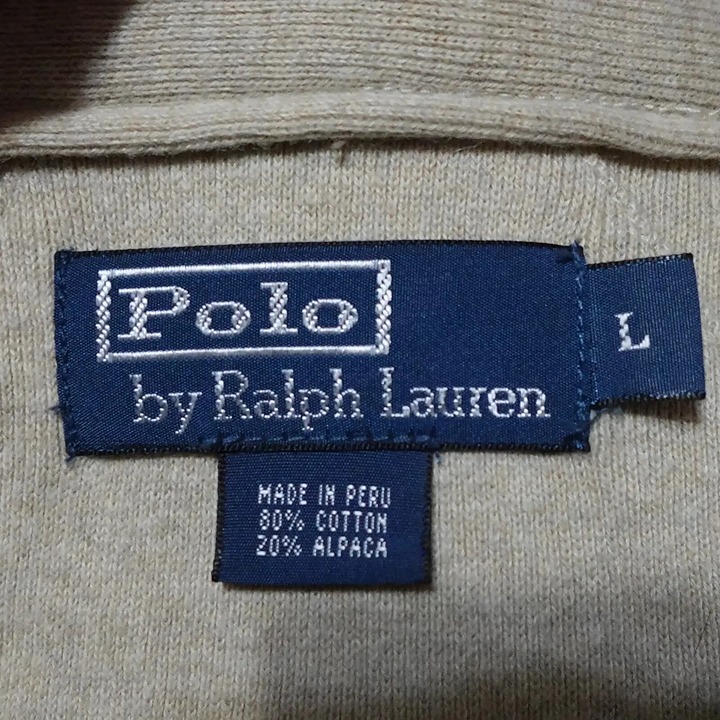 Polo
by Ralph Lauren
L
MADE IN PERU
80% COTTON
20% ALPACA